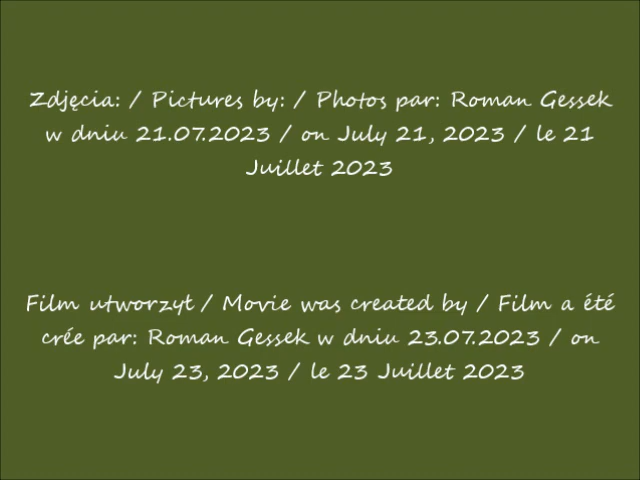 Zdjęcia: / Pictures by: / Photos par: Roman Gessek
w dniu 21.07.2023 / on July 21, 2023 / le 21
Juillet 2023
Film utworzył / Movie was created by / Film a été
crée par: Roman Gessek w dniu 23.07.2023 / on
July 23, 2023 / le 23 Juillet 2023